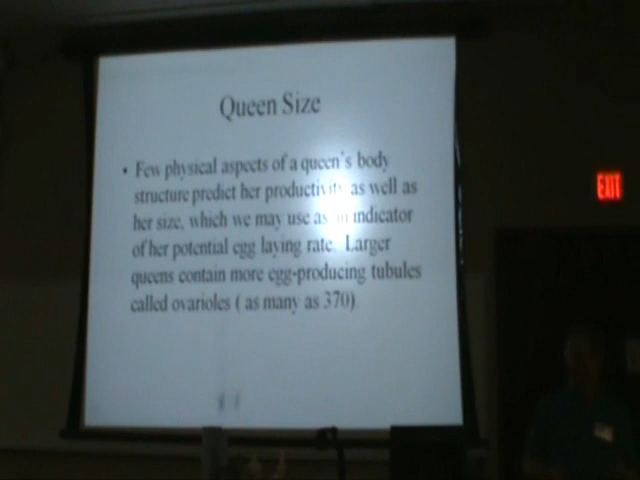 Queen Size
• Few physical aspects of a queen's body
structure predict her productivity as well as
her size, which we may use as an indicator
of her potential egg laying rate. Larger
queens contain more egg-producing tubules
called ovarioles ( as many as 370)
EXIT